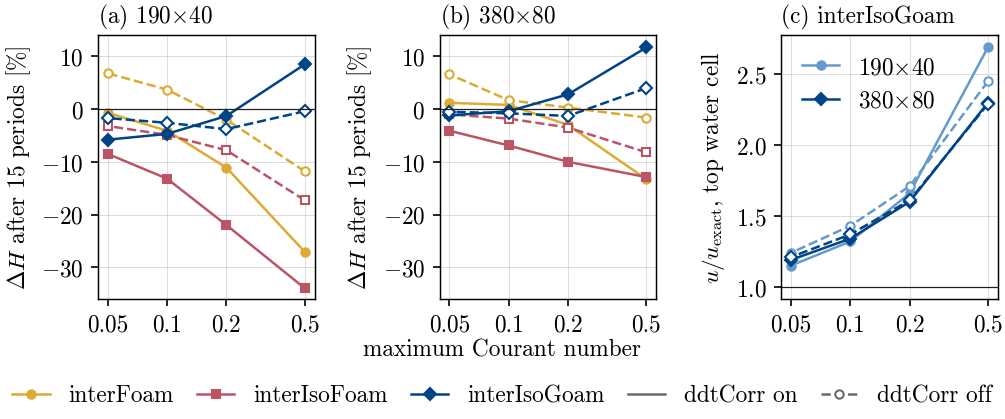 (a) 190×40
ΔH after 15 periods [%]
10
0
−10
−20
−30
0.05 0.1 0.2 0.5
(b) 380×80
ΔH after 15 periods [%]
10
0
−10
−20
−30
0.05 0.1 0.2 0.5
maximum Courant number
(c) interIsoGoam
u/u_exact, top water cell
2.5
2.0
1.5
1.0
190×40
380×80
0.05 0.1 0.2 0.5
interFoam interIsoFoam interIsoGoam ddtCorr on ddtCorr off